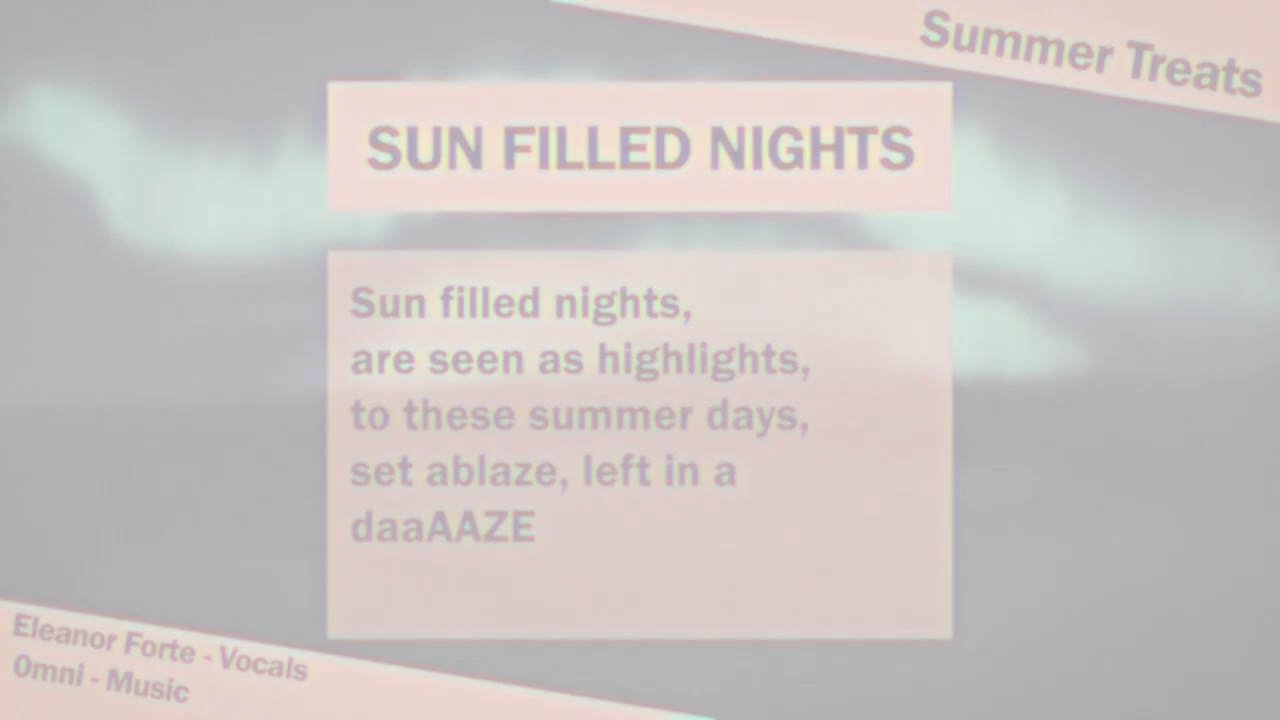 Summer Treats
SUN FILLED NIGHTS
Sun filled nights,
are seen as highlights,
to these summer days,
set ablaze, left in a
daaAAZE
Eleanor Forte - Vocals
0mni - Music